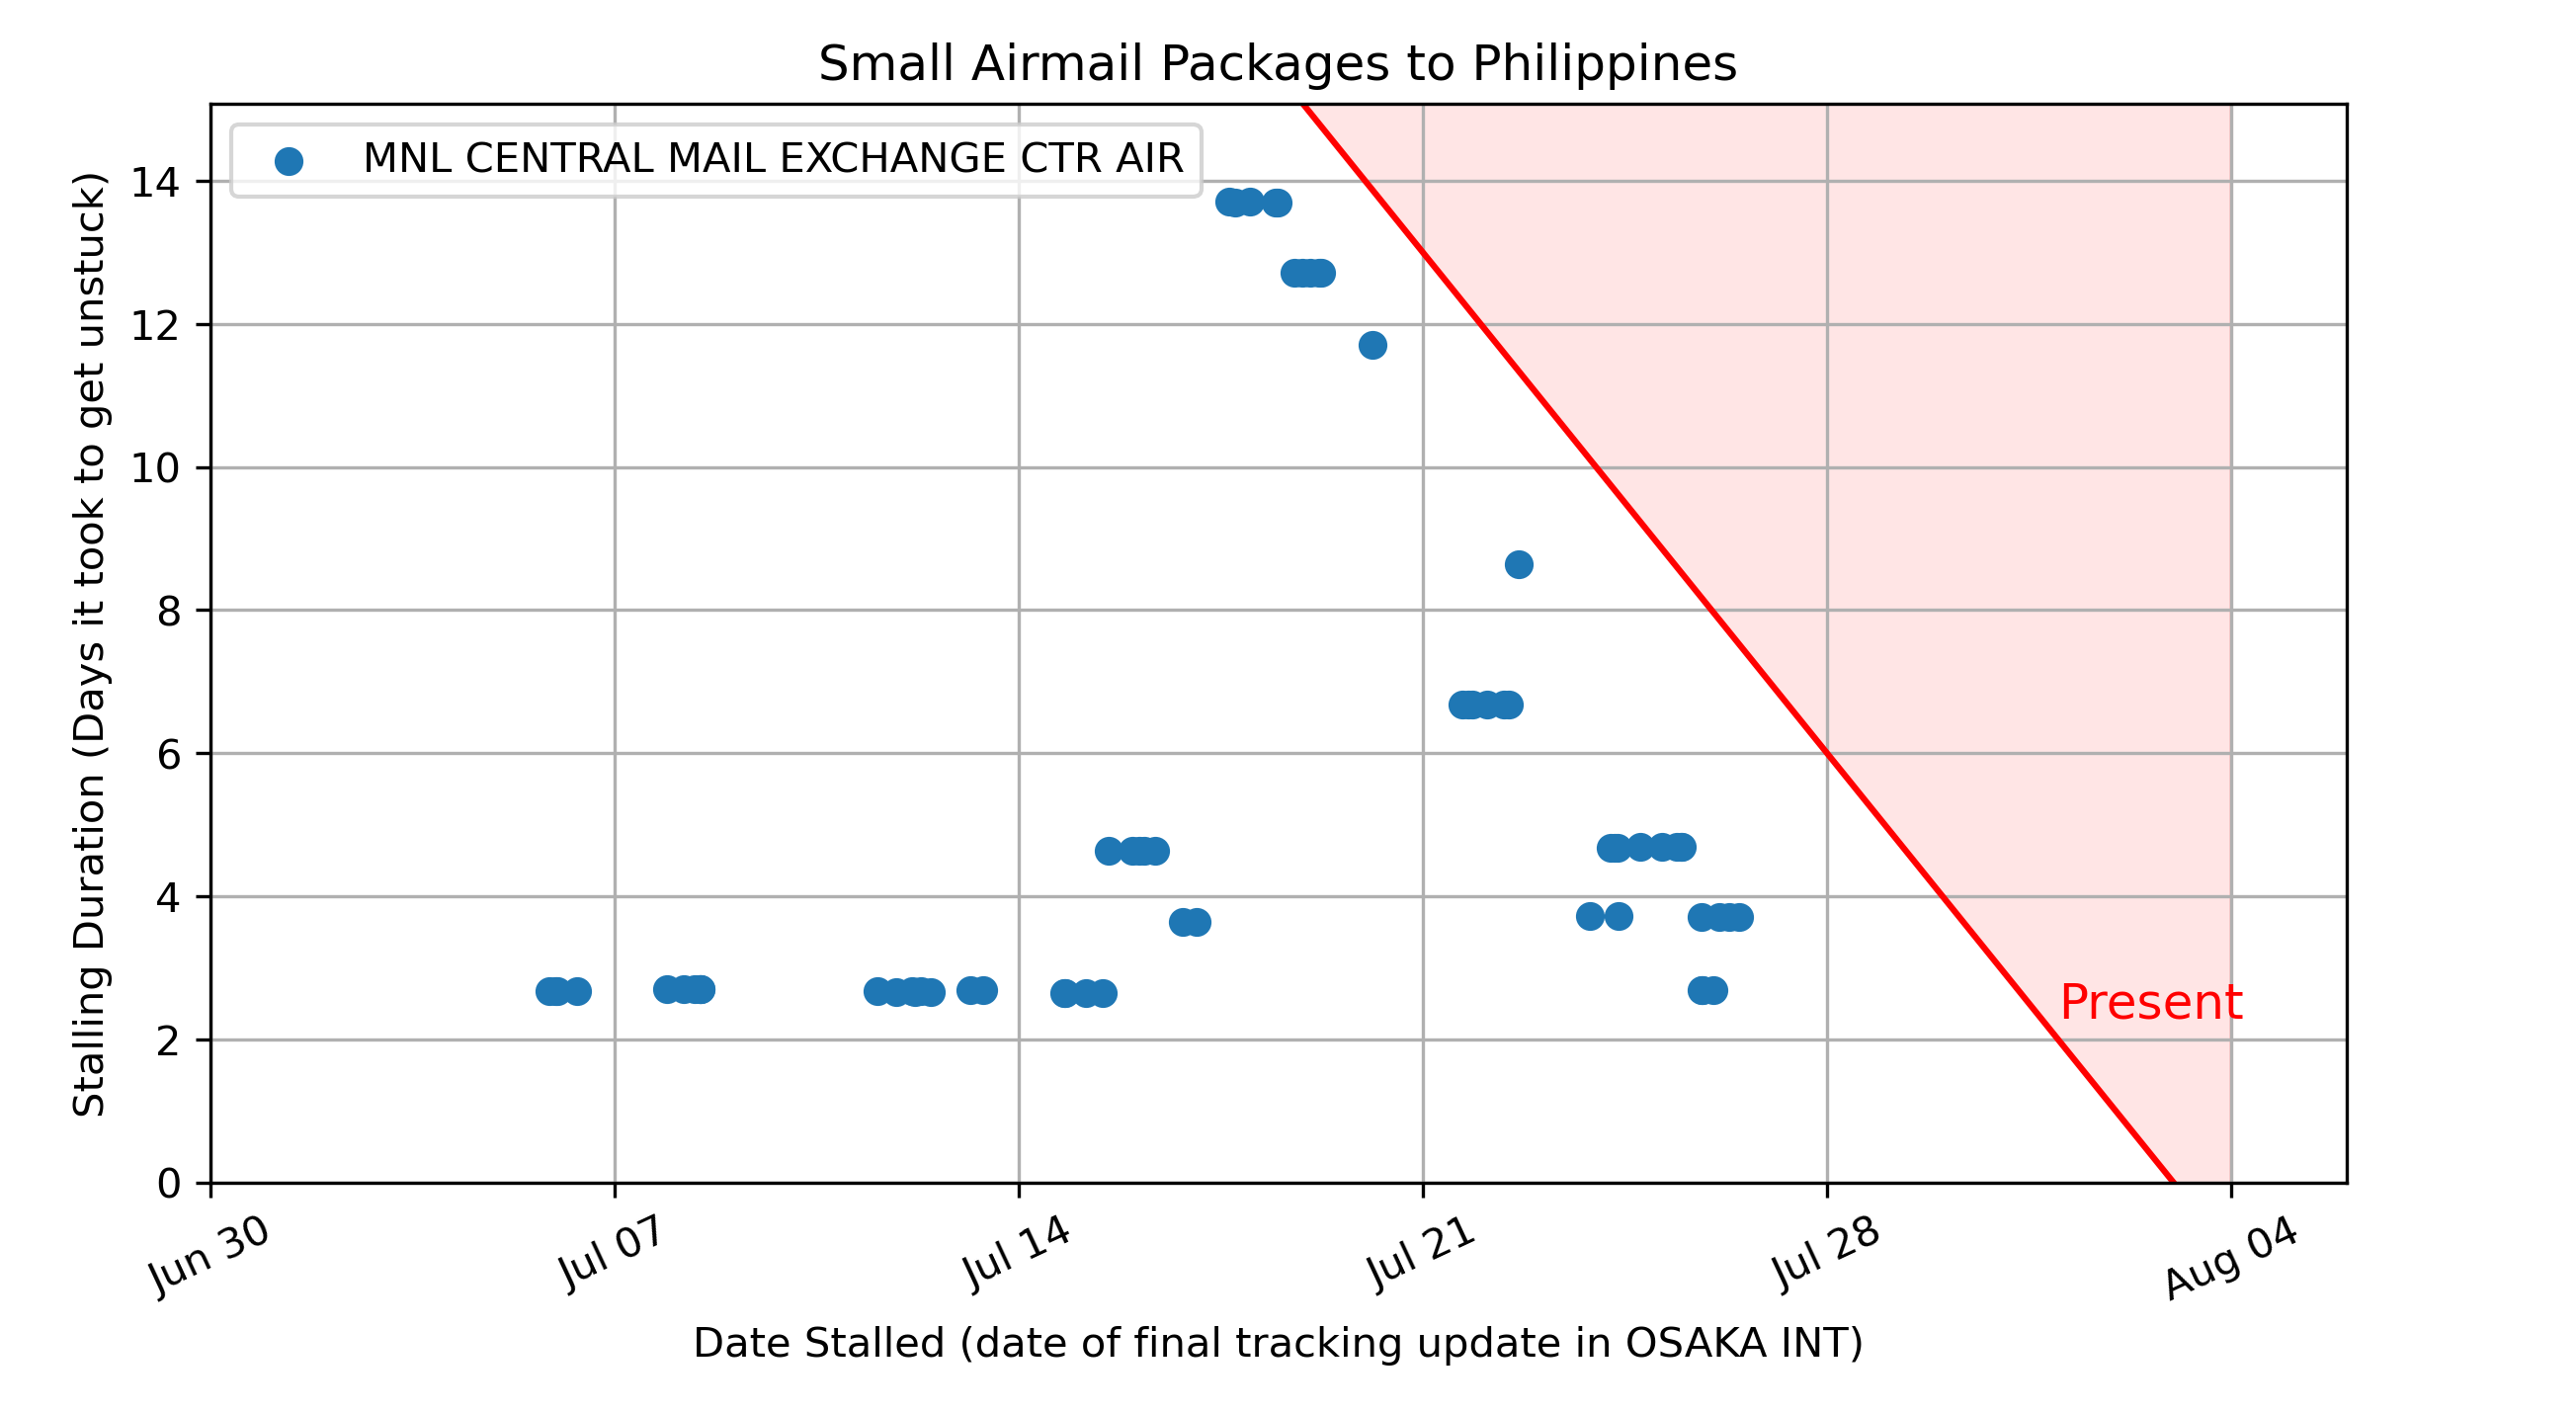 Small Airmail Packages to Philippines
MNL CENTRAL MAIL EXCHANGE CTR AIR
Stalling Duration (Days it took to get unstuck)
14
12
10
8
6
4
2
0
Present
Jun 30
Jul 07
Jul 14
Jul 21
Jul 28
Aug 04
Date Stalled (date of final tracking update in OSAKA INT)